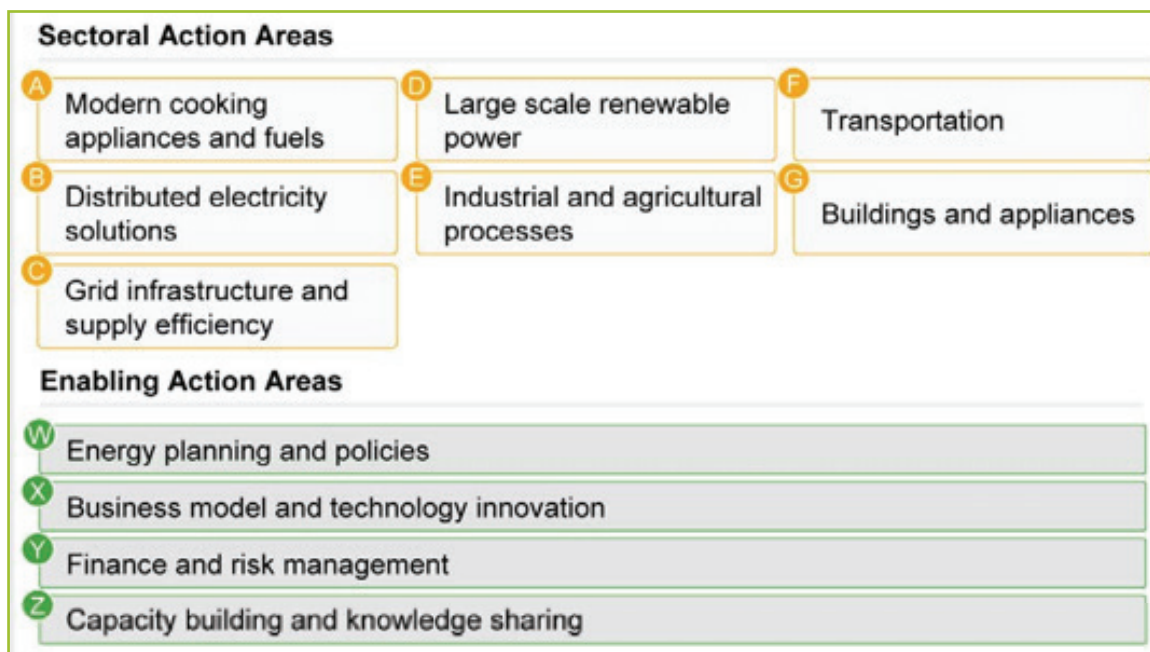 Sectoral Action Areas
A
Modern cooking
appliances and fuels
B
Distributed electricity
solutions
C
Grid infrastructure and
supply efficiency
D
Large scale renewable
power
E
Industrial and agricultural
processes
F
Transportation
G
Buildings and appliances
Enabling Action Areas
W
Energy planning and policies
X
Business model and technology innovation
Y
Finance and risk management
Z
Capacity building and knowledge sharing